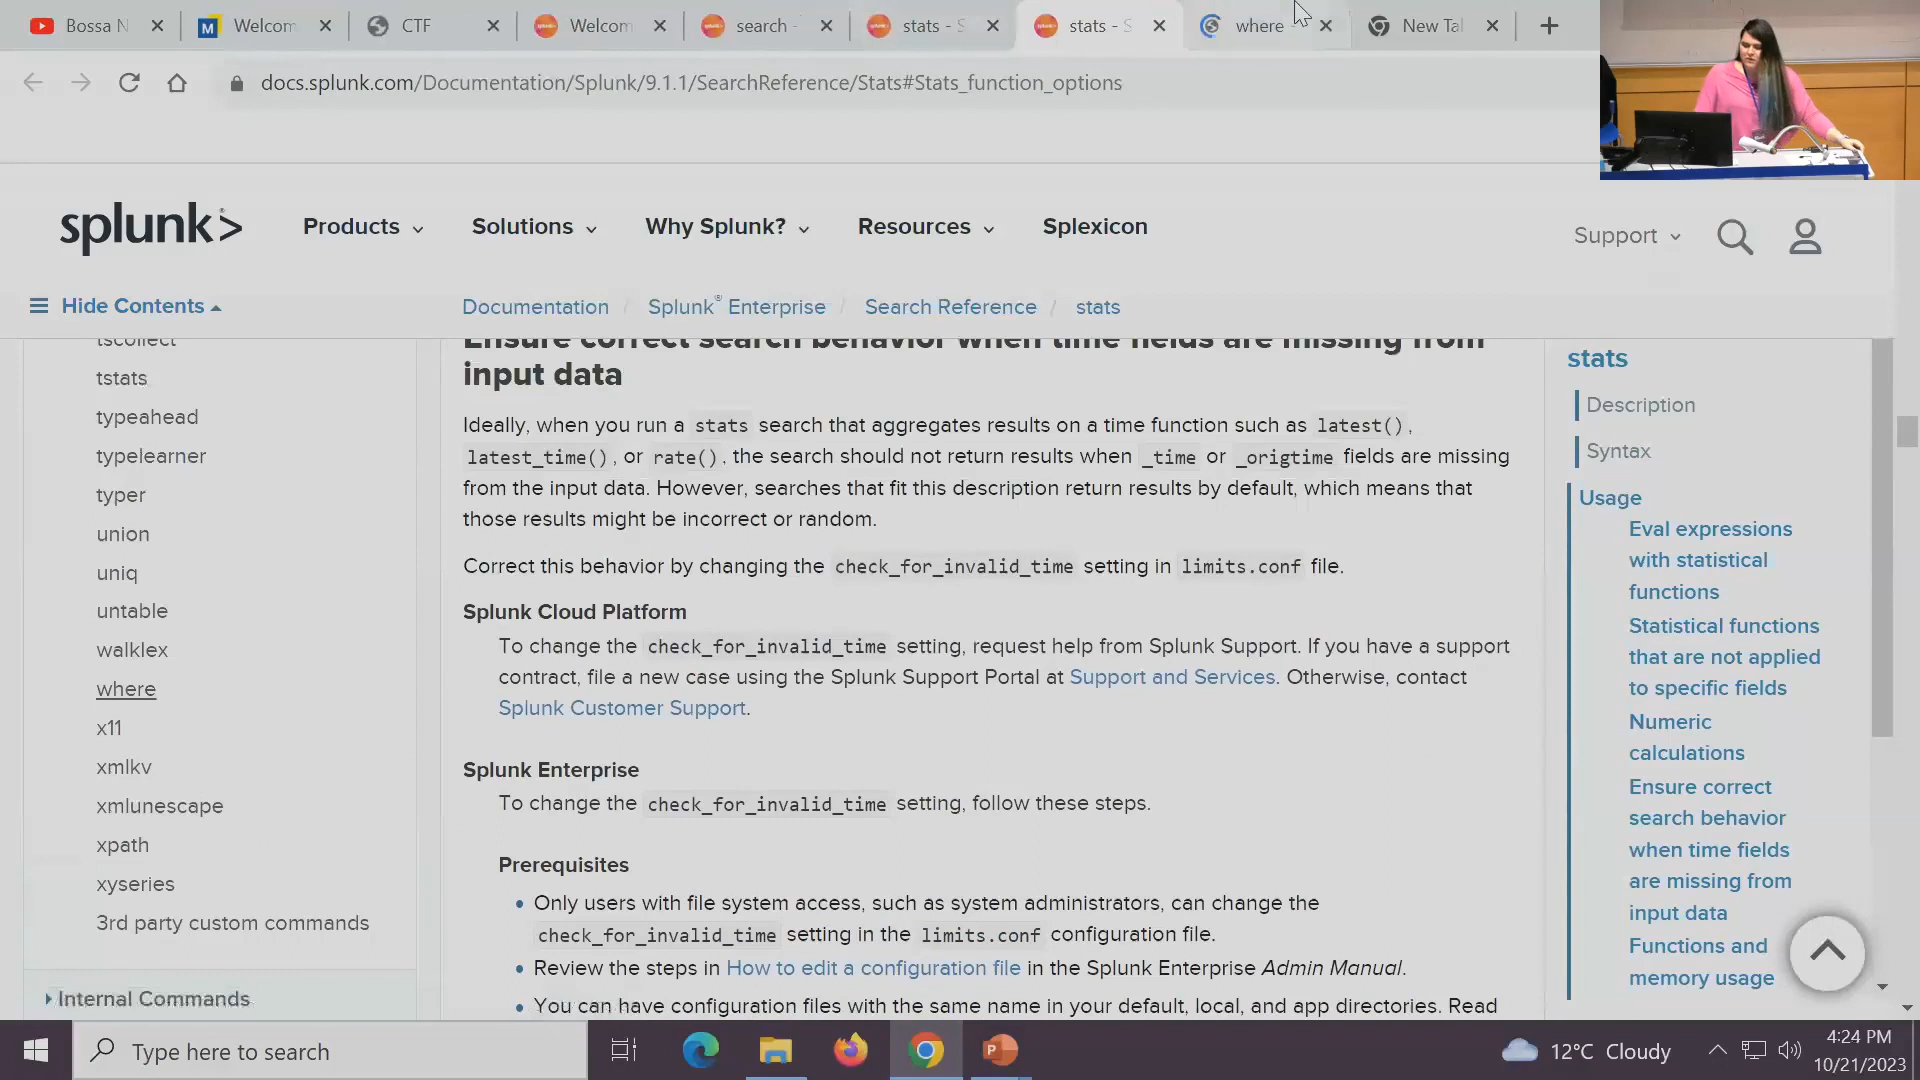 Bossa N
Welcom
CTF
Welcom
search -
stats - S
stats - S
where -
New Tal
docs.splunk.com/Documentation/Splunk/9.1.1/SearchReference/Stats#Stats_function_options
splunk>
Products
Solutions
Why Splunk?
Resources
Splexicon
Support
Hide Contents
Documentation / Splunk® Enterprise / Search Reference / stats
tscollect
tstats
typeahead
typelearner
typer
union
uniq
untable
walklex
where
x11
xmlkv
xmlunescape
xpath
xyseries
3rd party custom commands
Internal Commands
Ensure correct search behavior when time fields are missing from
input data
Ideally, when you run a stats search that aggregates results on a time function such as latest(),
latest_time(), or rate(), the search should not return results when _time or _origtime fields are missing
from the input data. However, searches that fit this description return results by default, which means that
those results might be incorrect or random.
Correct this behavior by changing the check_for_invalid_time setting in limits.conf file.
Splunk Cloud Platform
To change the check_for_invalid_time setting, request help from Splunk Support. If you have a support
contract, file a new case using the Splunk Support Portal at Support and Services. Otherwise, contact
Splunk Customer Support.
Splunk Enterprise
To change the check_for_invalid_time setting, follow these steps.
Prerequisites
• Only users with file system access, such as system administrators, can change the
check_for_invalid_time setting in the limits.conf configuration file.
• Review the steps in How to edit a configuration file in the Splunk Enterprise Admin Manual.
• You can have configuration files with the same name in your default, local, and app directories. Read
stats
Description
Syntax
Usage
Eval expressions
with statistical
functions
Statistical functions
that are not applied
to specific fields
Numeric
calculations
Ensure correct
search behavior
when time fields
are missing from
input data
Functions and
memory usage
Type here to search
P
12°C Cloudy
4:24 PM
10/21/2023